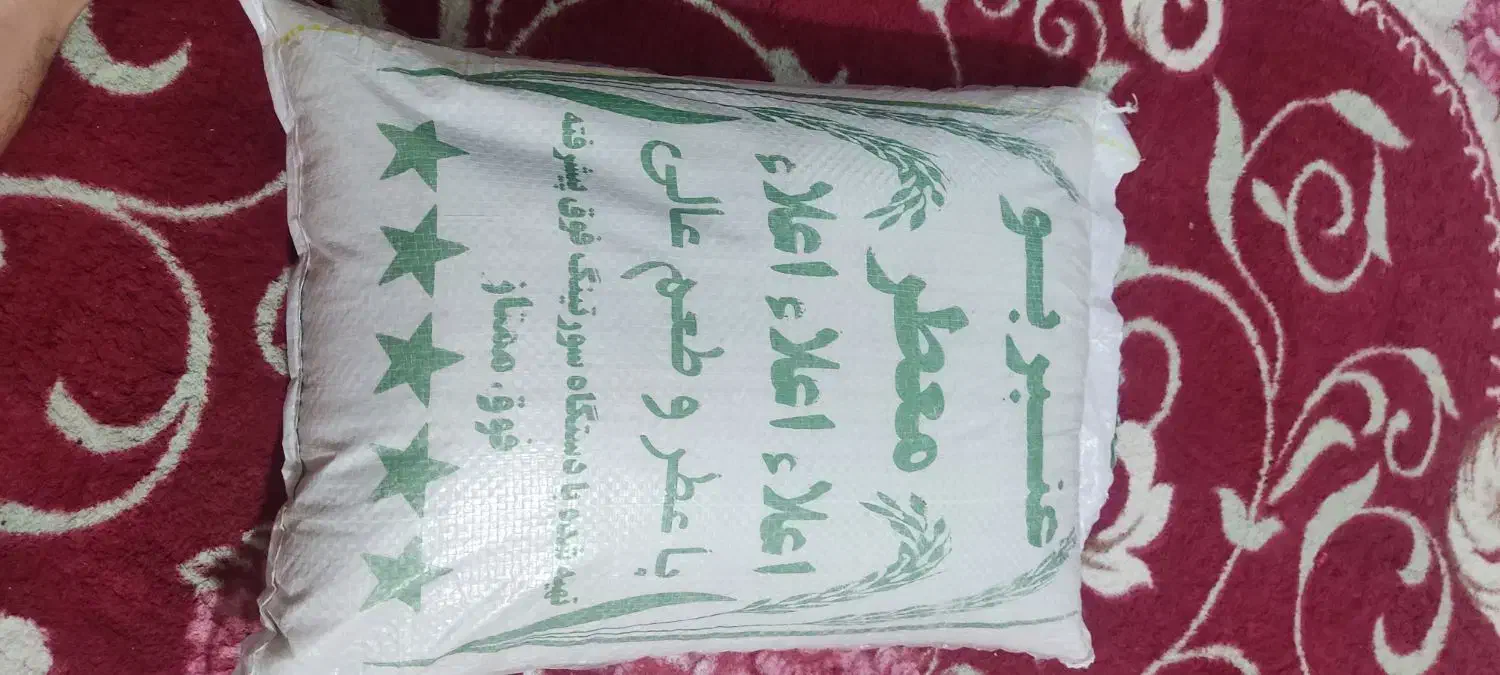 عنبر بو
معطر
اعلاء اعلاء اعلاء
با عطر و طعم عالی
تهیه شده با دستگاه سورتینگ فوق پیشرفته
فوق ممتاز